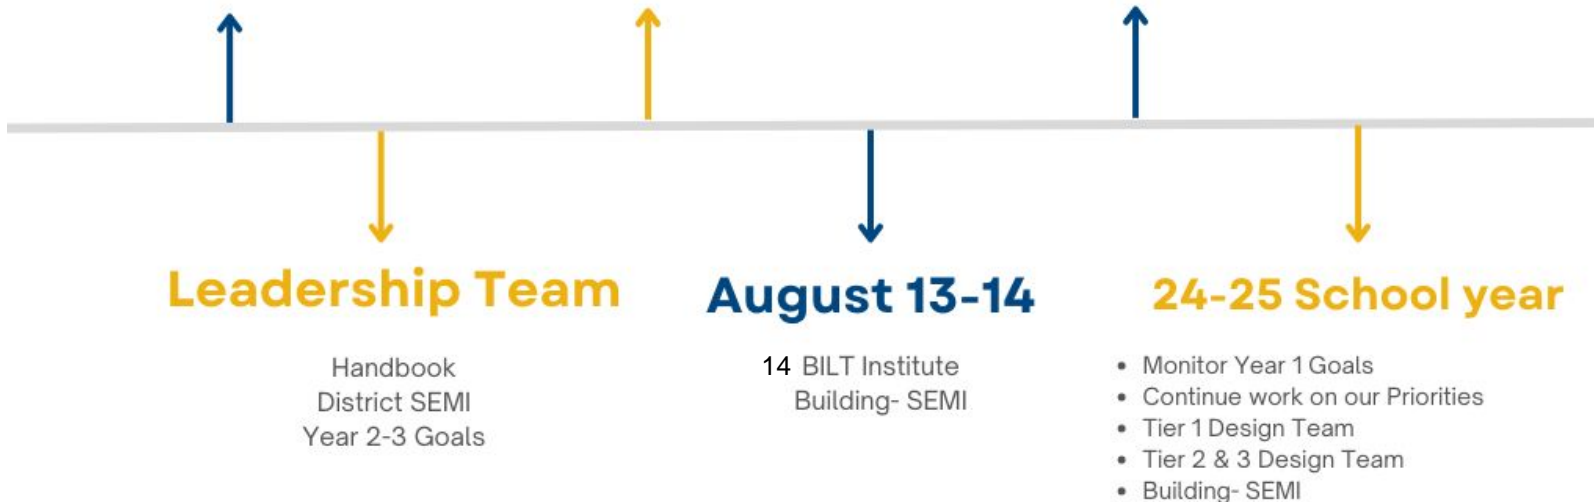 Leadership Team
Handbook
District SEMI
Year 2-3 Goals
August 13-14
14 BILT Institute
Building- SEMI
24-25 School year
• Monitor Year 1 Goals
• Continue work on our Priorities
• Tier 1 Design Team
• Tier 2 & 3 Design Team
• Building- SEMI